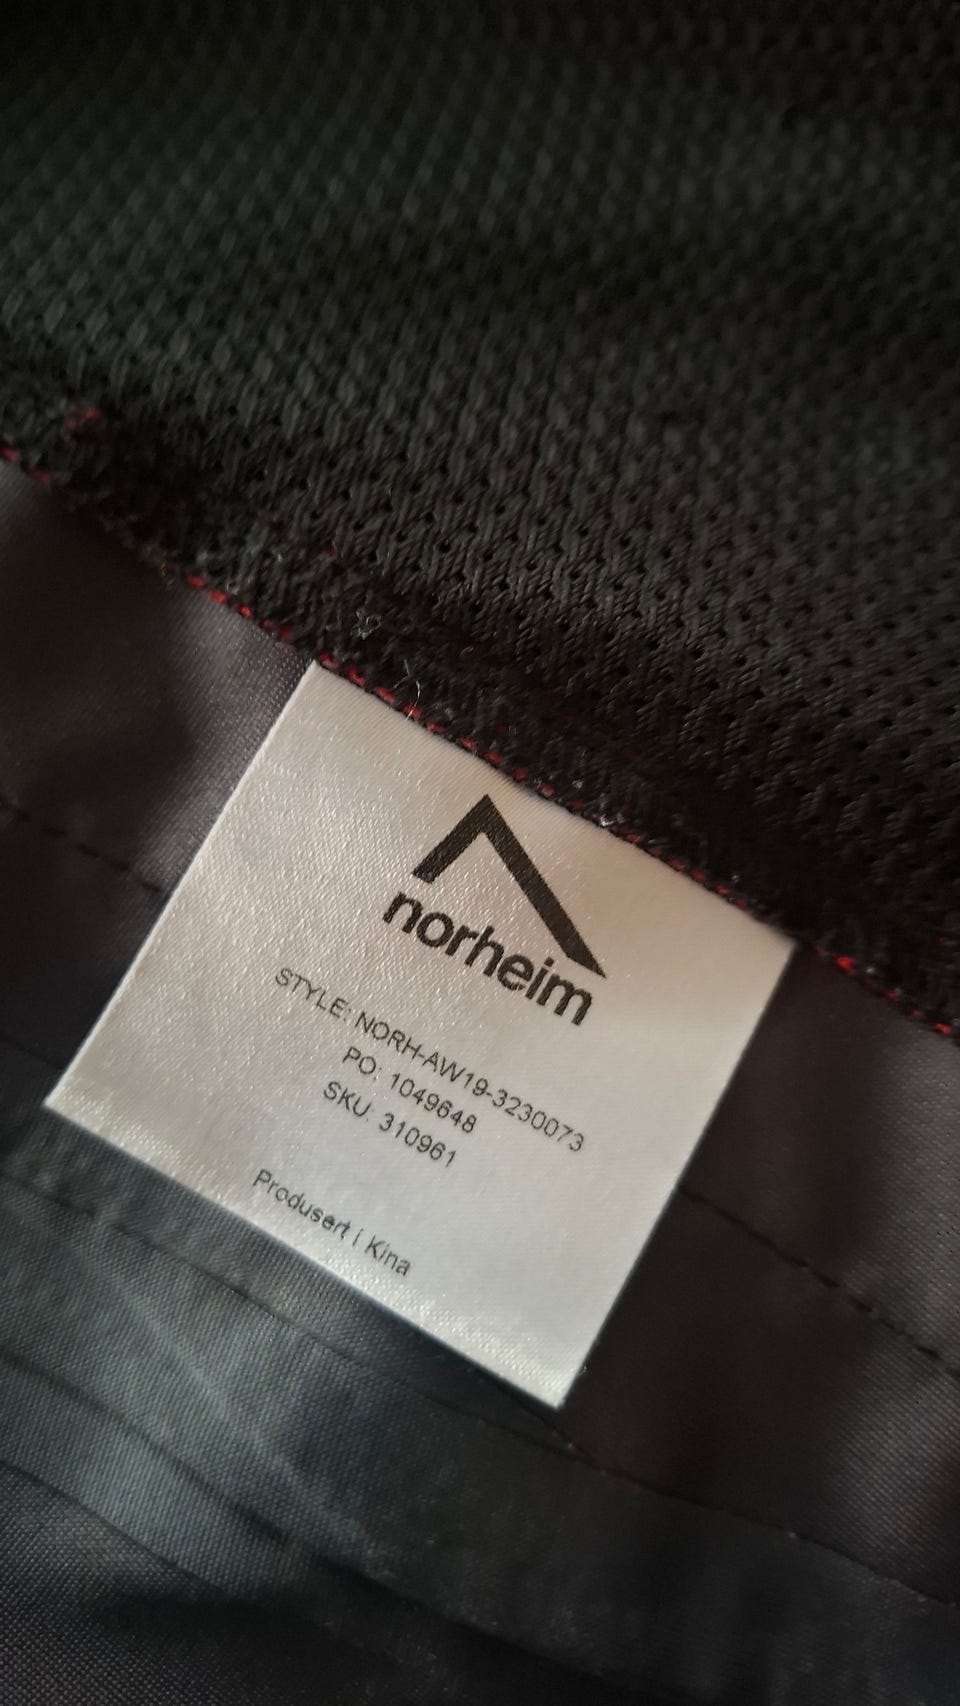 norheim
STYLE: NORH-AW19-3230073
PO: 1049648
SKU: 310961
Produsert i Kina